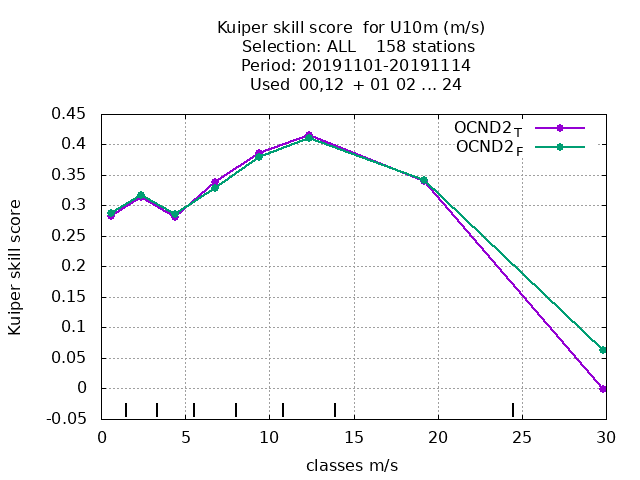 Kuiper skill score for U10m (m/s)
Selection: ALL 158 stations
Period: 20191101-20191114
Used 00,12 + 01 02 ... 24
OCND2T
OCND2F
0.45
0.4
0.35
0.3
0.25
0.2
0.15
0.1
0.05
0
-0.05
Kuiper skill score
0 5 10 15 20 25 30
classes m/s